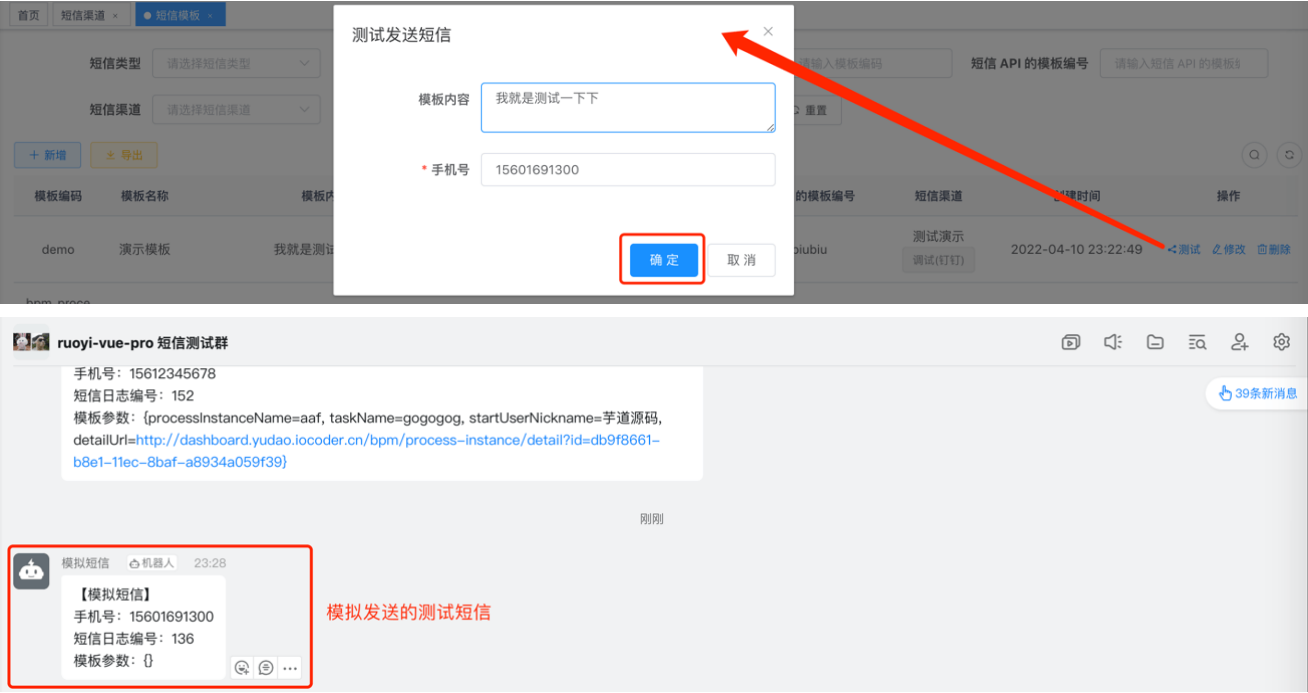 首页 短信渠道 × 短信模板 ×
测试发送短信
短信类型 请选择短信类型 请输入模板编码 短信 API 的模板编号 请输入短信 API 的模板编
模板内容 我就是测试一下下
短信渠道 请选择短信渠道 重置
+ 新增 导出
* 手机号 15601691300
模板编码 模板名称 模板内 的模板编号 短信渠道 创建时间 操作
demo 演示模板 我就是测试 biubiu 测试演示 2022-04-10 23:22:49 测试 修改 删除
调试(钉钉)
确 定 取 消
bpm_proce
ruoyi-vue-pro 短信测试群
手机号：15612345678
短信日志编号：152
39条新消息
模板参数：{processInstanceName=aaf, taskName=gogogog, startUserNickname=芋道源码,
detailUrl=http://dashboard.yudao.iocoder.cn/bpm/process-instance/detail?id=db9f8661-
b8e1-11ec-8baf-a8934a059f39}
刚刚
模拟短信 机器人 23:28
【模拟短信】
手机号：15601691300
模拟发送的测试短信
短信日志编号：136
模板参数：{}